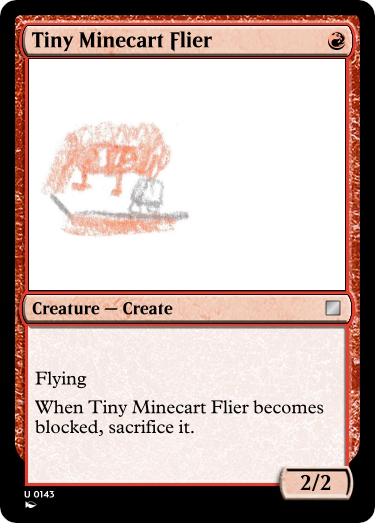 Tiny Minecart Flier
Creature — Create
Flying
When Tiny Minecart Flier becomes
blocked, sacrifice it.
2/2
U 0143